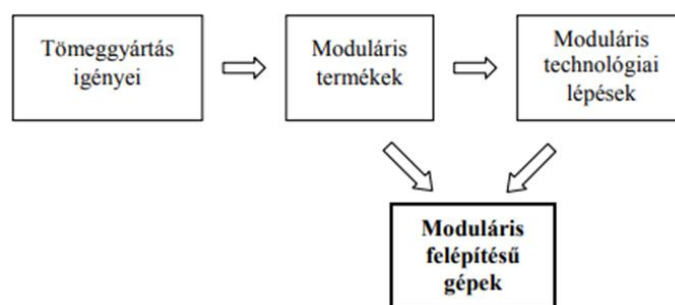 Tömeggyártás
igényei
Moduláris
termékek
Moduláris
technológiai
lépések
Moduláris
felépítésű
gépek